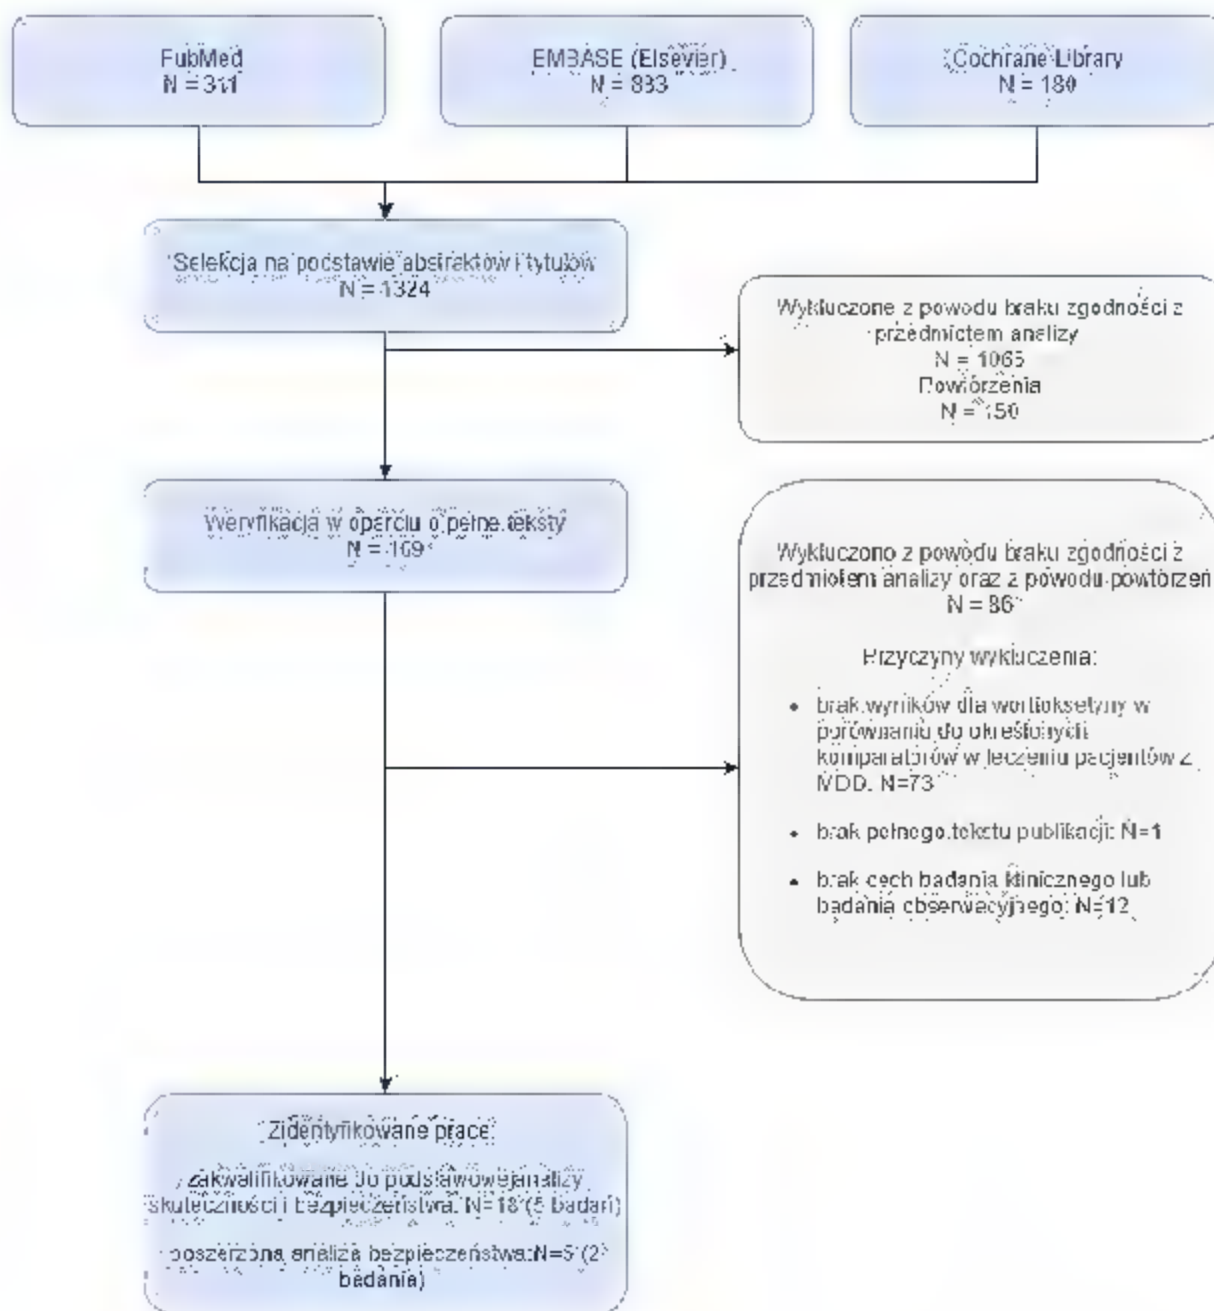 PubMed
N = 311
EMBASE (Elsevier)
N = 833
Cochrane Library
N = 180
Selekcja na podstawie abstraktów i tytułów
N = 1324
Wykluczone z powodu braku zgodności z
przedmiotem analizy
N = 1065
Powtórzenia
N = 150
Weryfikacja w oparciu o pełne teksty
N = 109
Wykluczono z powodu braku zgodności z
przedmiotem analizy oraz z powodu powtórzeń
N = 86
Przyczyny wykluczenia:
• brak wyników dla wortioksetyny w
porównaniu do określonych
komparatorów w leczeniu pacjentów z
MDD: N=73
• brak pełnego tekstu publikacji: N=1
• brak cech badania klinicznego lub
badania obserwacyjnego: N=12
Zidentyfikowane prace:
zakwalifikowane do podstawowej analizy
skuteczności i bezpieczeństwa: N=18 (5 badań)
poszerzona analiza bezpieczeństwa: N=5 (2
badania)